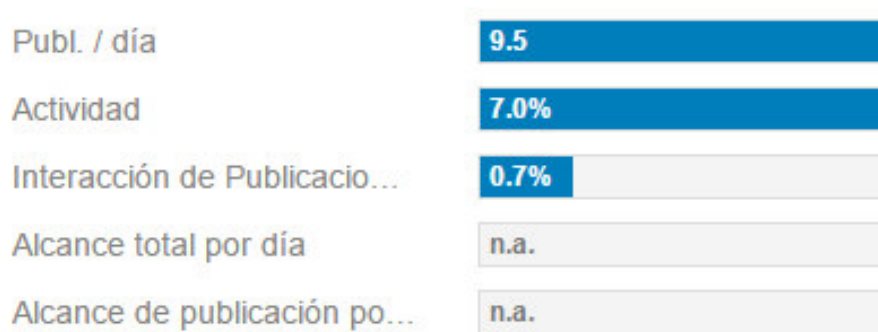 Publ. / día 9.5
Actividad 7.0%
Interacción de Publicacio... 0.7%
Alcance total por día n.a.
Alcance de publicación po... n.a.